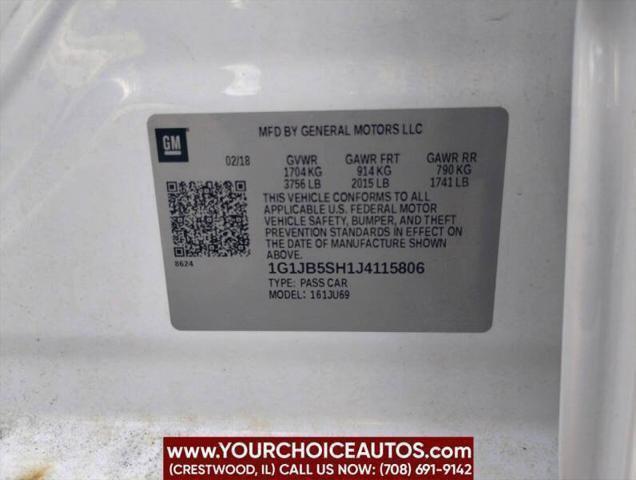 GM
MFD BY GENERAL MOTORS LLC
02/18 GVWR GAWR FRT GAWR RR
1704 KG 914 KG 790 KG
3756 LB 2015 LB 1741 LB
THIS VEHICLE CONFORMS TO ALL
APPLICABLE U.S. FEDERAL MOTOR
VEHICLE SAFETY, BUMPER, AND THEFT
PREVENTION STANDARDS IN EFFECT
ON THE DATE OF MANUFACTURE SHOWN
ABOVE.
8624
1G1JB5SH1J4115806
TYPE: PASS CAR
MODEL: 161JU69
WWW.YOURCHOICEAUTOS.COM
(CRESTWOOD, IL) CALL US NOW: (708) 691-9142